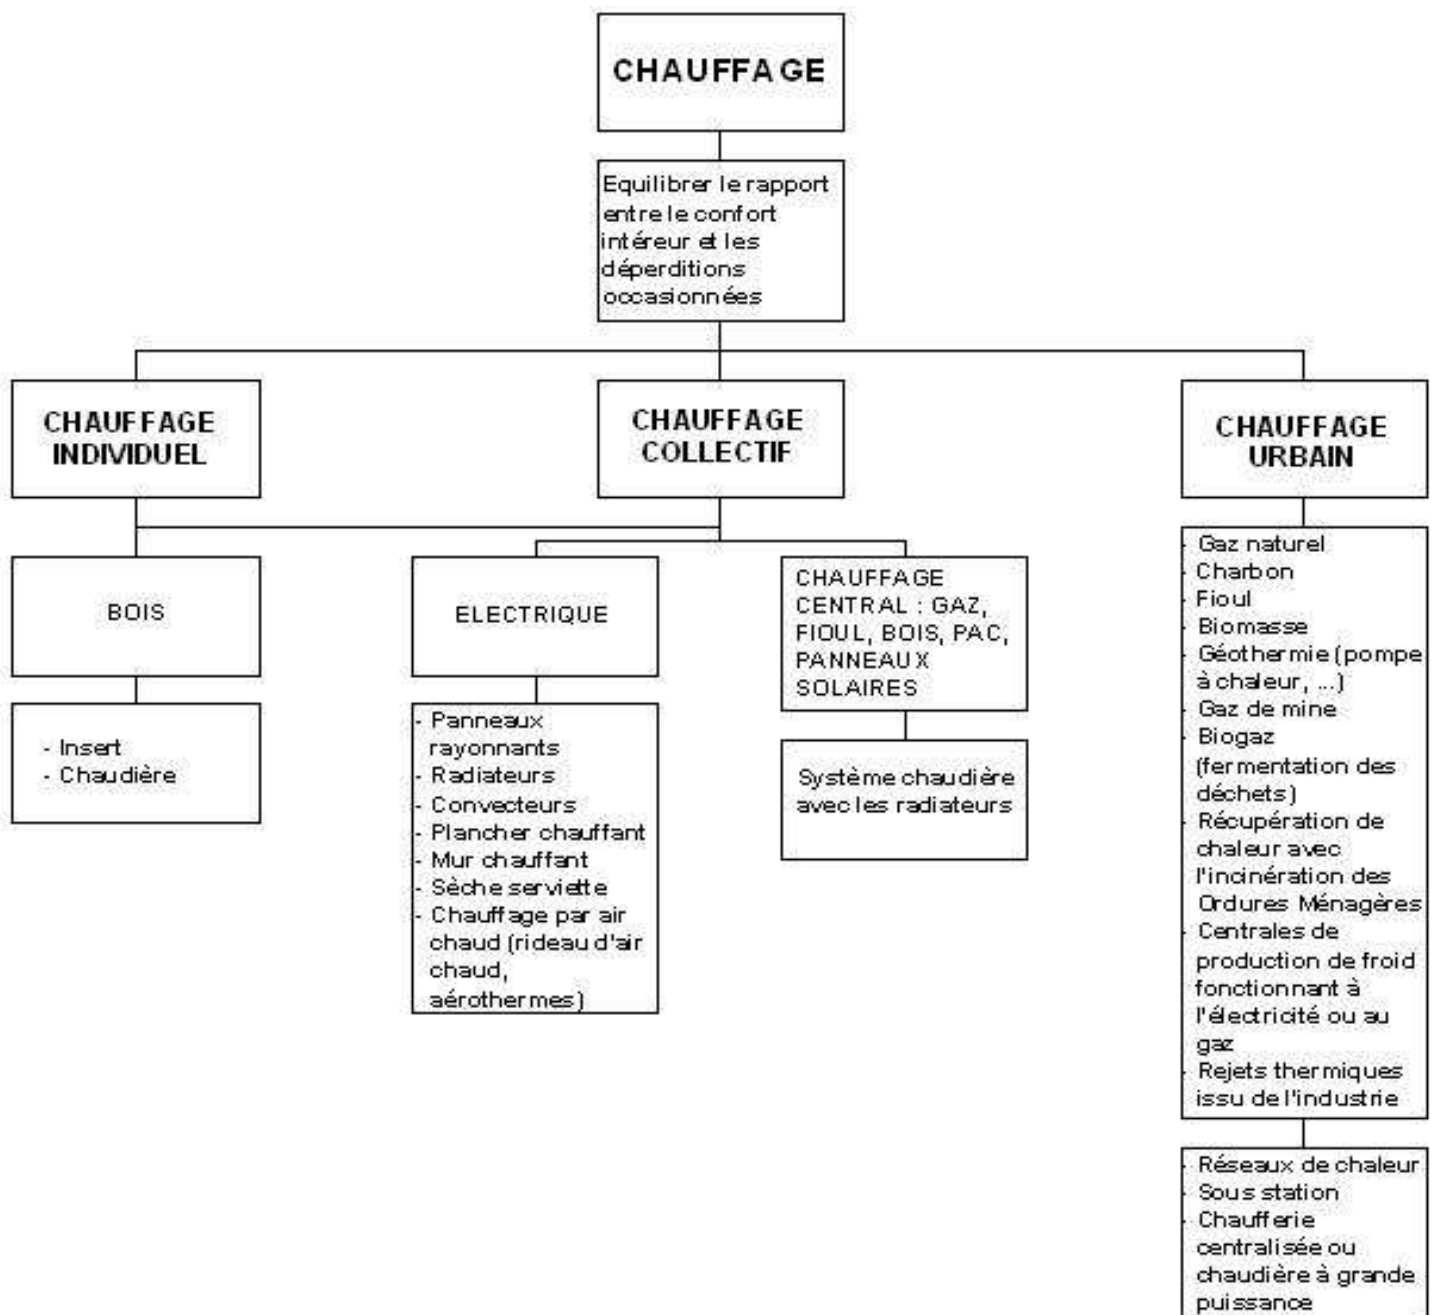 CHAUFFAGE
Equilibrer le rapport
entre le confort
intéreur et les
déperditions
occasionnées
CHAUFFAGE
INDIVIDUEL
CHAUFFAGE
COLLECTIF
CHAUFFAGE
URBAIN
BOIS
- Insert
- Chaudière
ELECTRIQUE
- Panneaux
rayonnants
- Radiateurs
- Convecteurs
- Plancher chauffant
- Mur chauffant
- Sèche serviette
- Chauffage par air
chaud (rideau d'air
chaud,
aérothermes)
CHAUFFAGE
CENTRAL : GAZ,
FIOUL, BOIS, PAC,
PANNEAUX
SOLAIRES
Système chaudière
avec les radiateurs
- Gaz naturel
- Charbon
- Fioul
- Biomasse
- Géothermie (pompe
à chaleur, ...)
- Gaz de mine
- Biogaz
(fermentation des
déchets)
- Récupération de
chaleur avec
l'incinération des
Ordures Ménagères
- Centrales de
production de froid
fonctionnant à
l'électricité ou au
gaz
- Rejets thermiques
issu de l'industrie
- Réseaux de chaleur
- Sous station
- Chaufferie
centralisée ou
chaudière à grande
puissance